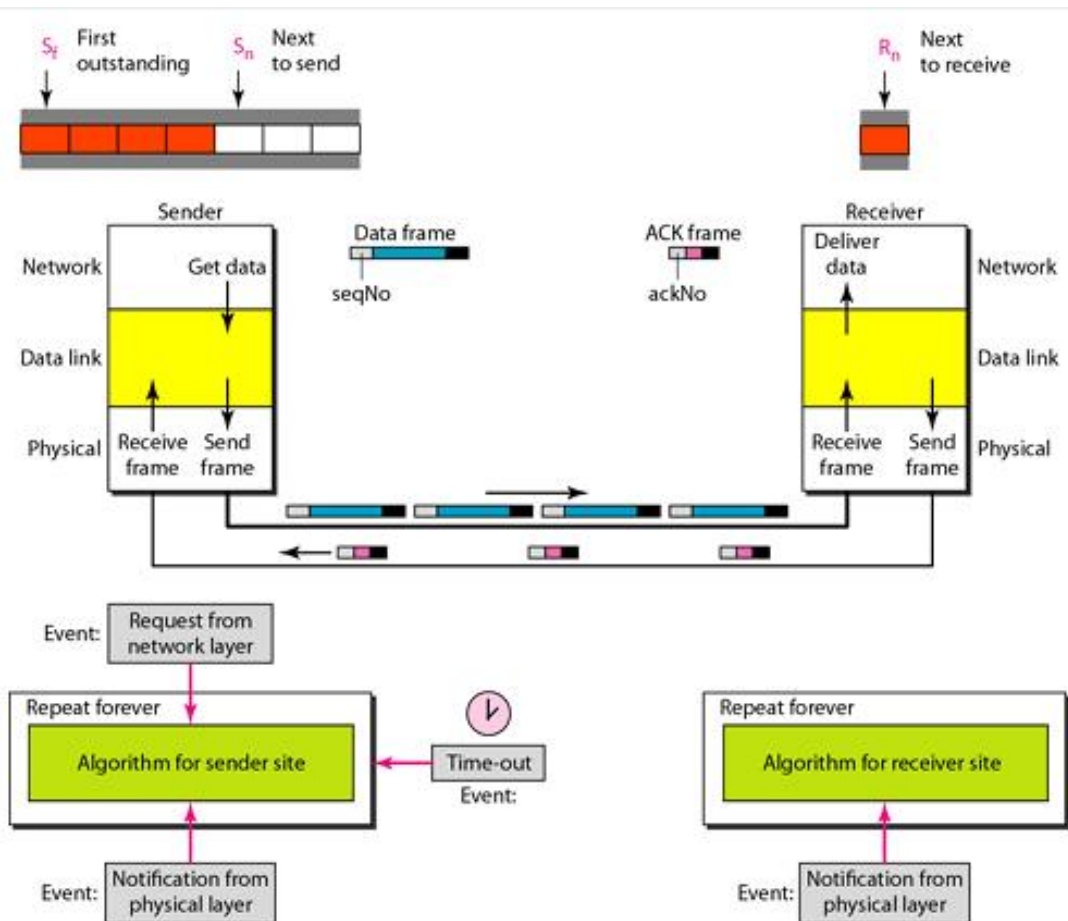 Sf First
outstanding
Sn Next
to send
Rn Next
to receive
Sender
Receiver
Network
Get data
Data frame
seqNo
ACK frame
ackNo
Deliver
data
Network
Data link
Data link
Physical
Receive
frame
Send
frame
Receive
frame
Send
frame
Physical
Event:
Request from
network layer
Repeat forever
Algorithm for sender site
Time-out
Event:
Event:
Notification from
physical layer
Repeat forever
Algorithm for receiver site
Event:
Notification from
physical layer